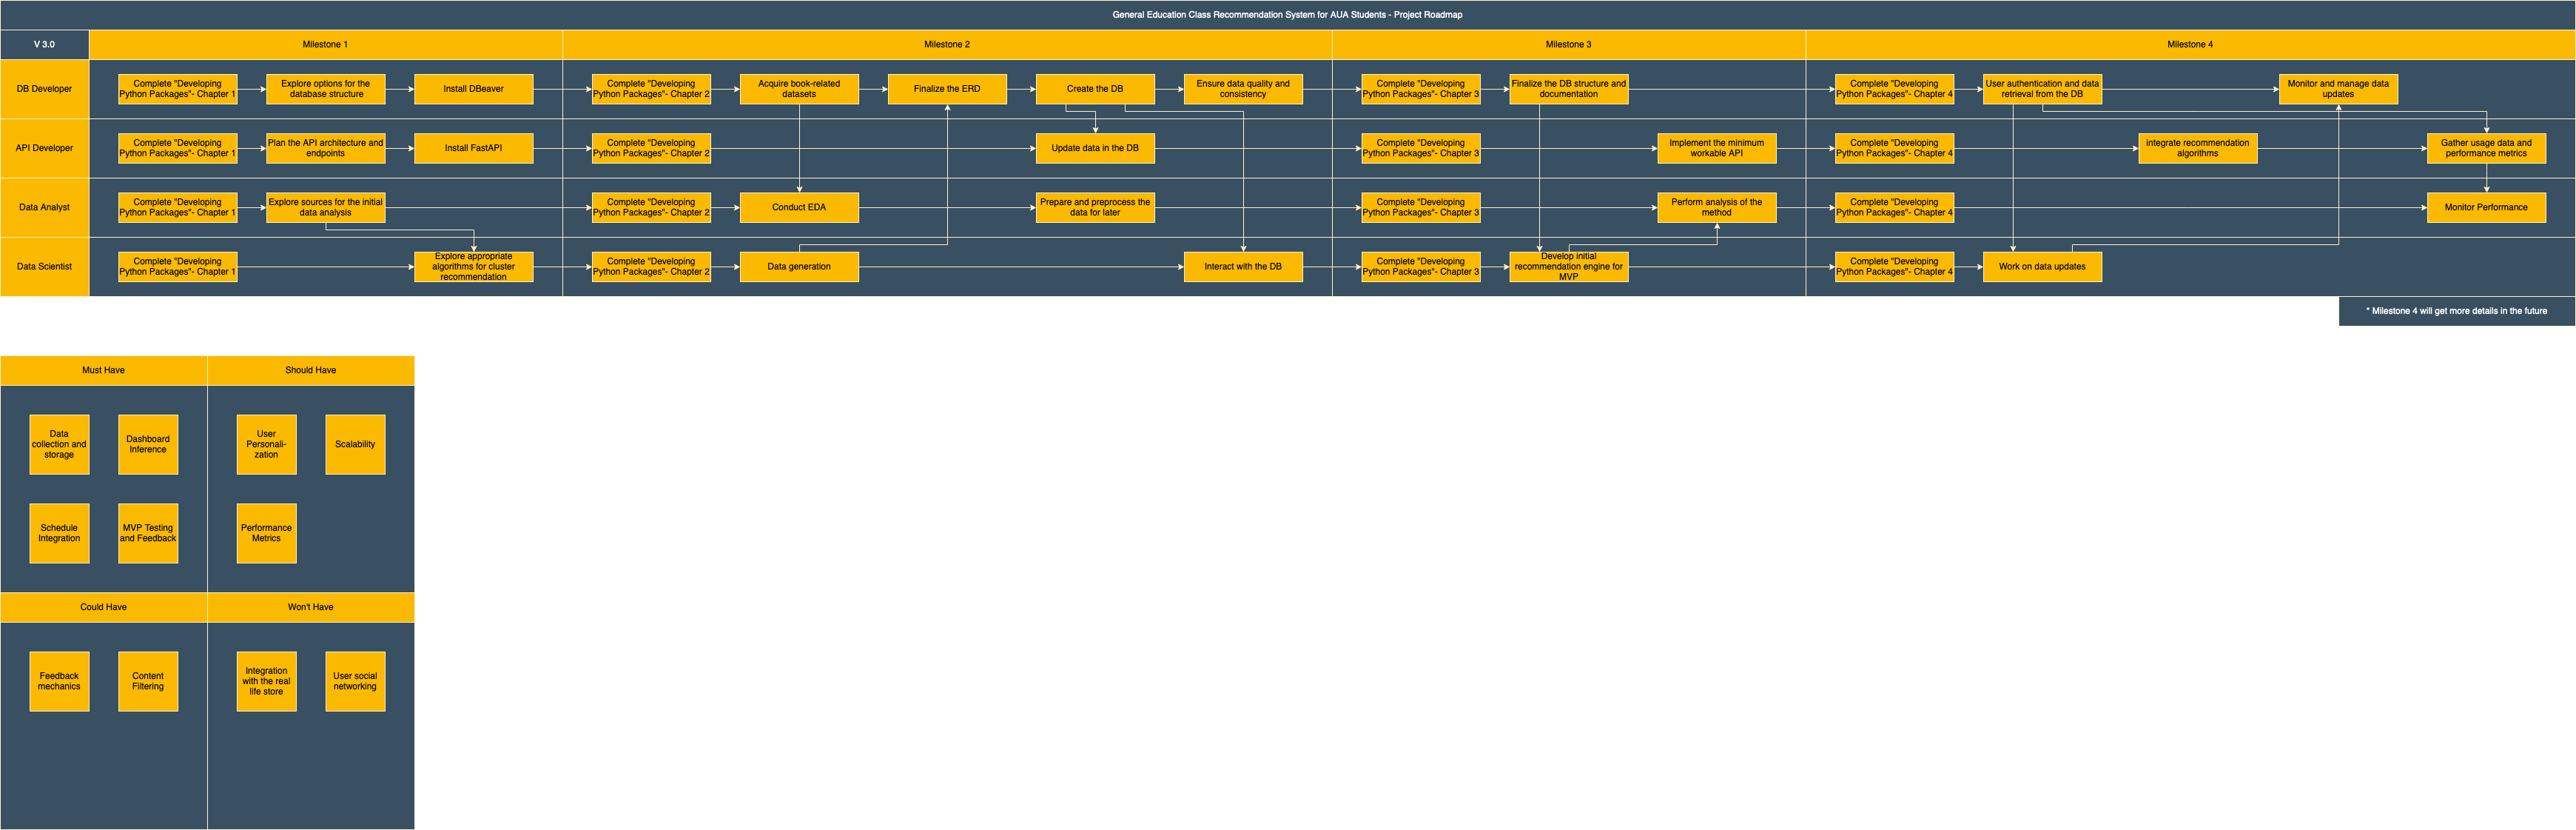 General Education Class Recommendation System for AUA Students - Project Roadmap
V 3.0
Milestone 1
Milestone 2
Milestone 3
Milestone 4
DB Developer
Complete "Developing
Python Packages"- Chapter 1
Explore options for the
database structure
Install DBeaver
Complete "Developing
Python Packages"- Chapter 2
Acquire book-related
datasets
Finalize the ERD
Create the DB
Ensure data quality and
consistency
Complete "Developing
Python Packages"- Chapter 3
Finalize the DB structure and
documentation
Complete "Developing
Python Packages"- Chapter 4
User authentication and data
retrieval from the DB
Monitor and manage data
updates
API Developer
Complete "Developing
Python Packages"- Chapter 1
Plan the API architecture and
endpoints
Install FastAPI
Complete "Developing
Python Packages"- Chapter 2
Update data in the DB
Complete "Developing
Python Packages"- Chapter 3
Implement the minimum
workable API
Complete "Developing
Python Packages"- Chapter 4
integrate recommendation
algorithms
Gather usage data and
performance metrics
Data Analyst
Complete "Developing
Python Packages"- Chapter 1
Explore sources for the initial
data analysis
Complete "Developing
Python Packages"- Chapter 2
Conduct EDA
Prepare and preprocess the
data for later
Complete "Developing
Python Packages"- Chapter 3
Perform analysis of the
method
Complete "Developing
Python Packages"- Chapter 4
Monitor Performance
Data Scientist
Complete "Developing
Python Packages"- Chapter 1
Explore appropriate
algorithms for cluster
recommendation
Complete "Developing
Python Packages"- Chapter 2
Data generation
Interact with the DB
Complete "Developing
Python Packages"- Chapter 3
Develop initial
recommendation engine for
MVP
Complete "Developing
Python Packages"- Chapter 4
Work on data updates
* Milestone 4 will get more details in the future
Must Have
Should Have
Data
collection and
storage
Dashboard
Inference
User
Personali-
zation
Scalability
Schedule
Integration
MVP Testing
and Feedback
Performance
Metrics
Could Have
Won't Have
Feedback
mechanics
Content
Filtering
Integration
with the real
life store
User social
networking